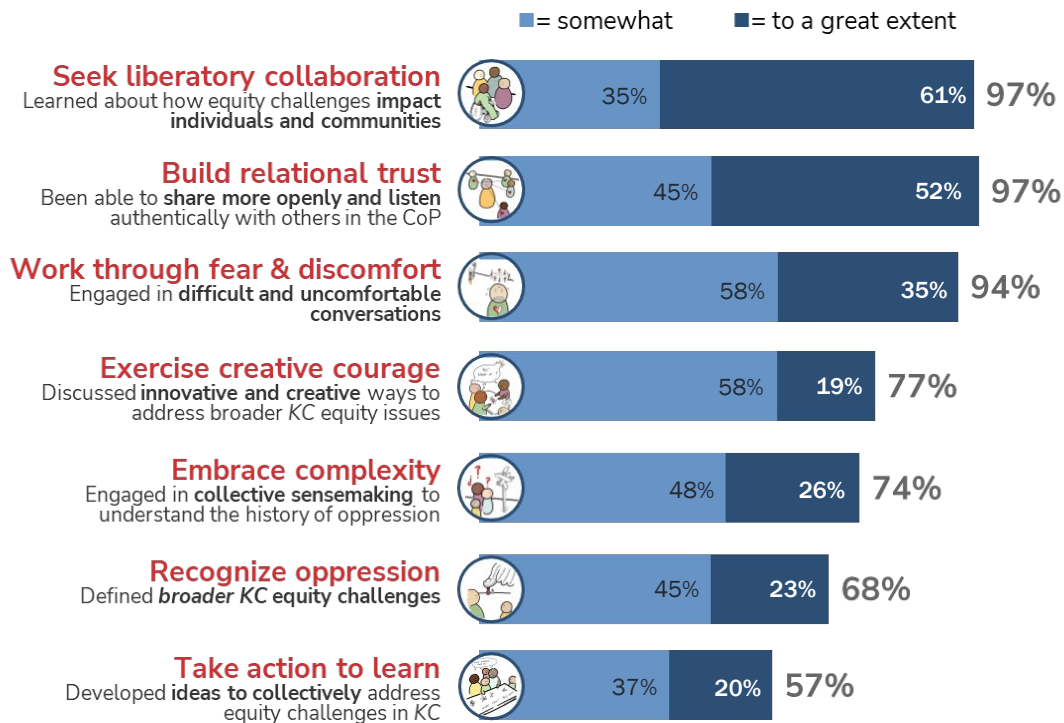 = somewhat
= to a great extent
Seek liberatory collaboration
Learned about how equity challenges impact
individuals and communities
35%
61%
97%
Build relational trust
Been able to share more openly and listen
authentically with others in the CoP
45%
52%
97%
Work through fear & discomfort
Engaged in difficult and uncomfortable
conversations
58%
35%
94%
Exercise creative courage
Discussed innovative and creative ways to
address broader KC equity issues
58%
19%
77%
Embrace complexity
Engaged in collective sensemaking to
understand the history of oppression
48%
26%
74%
Recognize oppression
Defined broader KC equity challenges
45%
23%
68%
Take action to learn
Developed ideas to collectively address
equity challenges in KC
37%
20%
57%